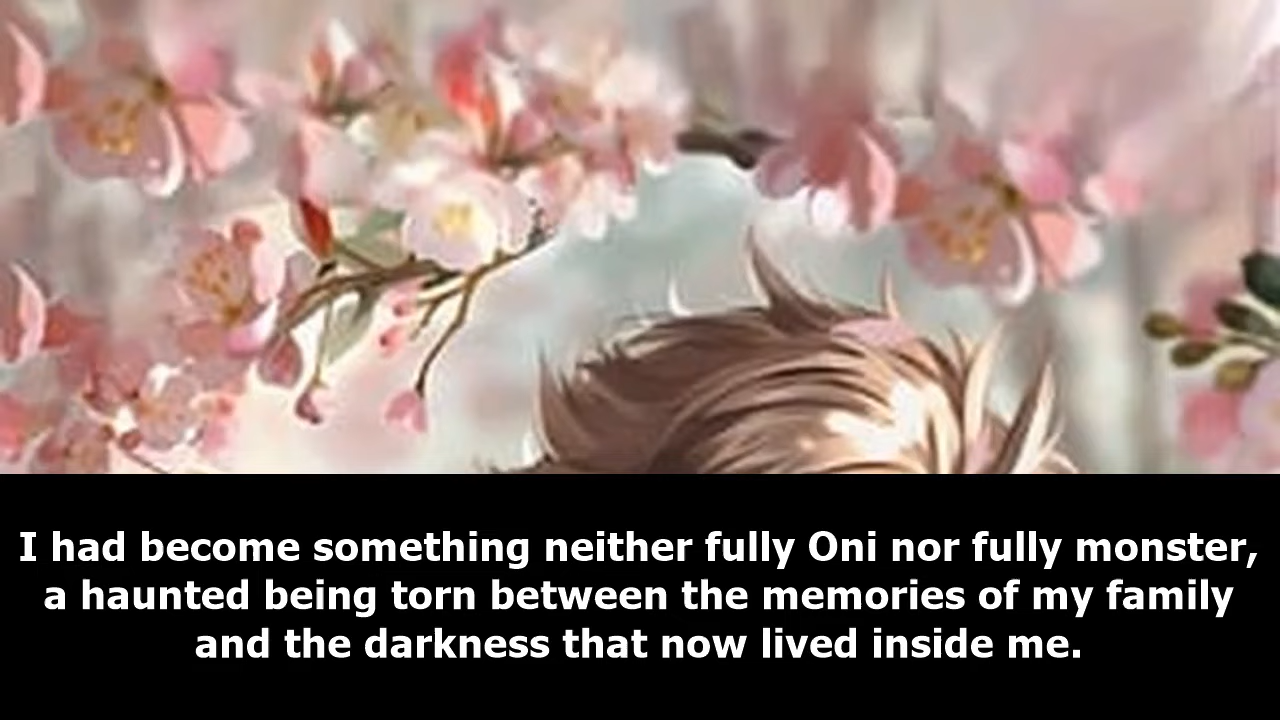 I had become something neither fully Oni nor fully monster,
a haunted being torn between the memories of my family
and the darkness that now lived inside me.